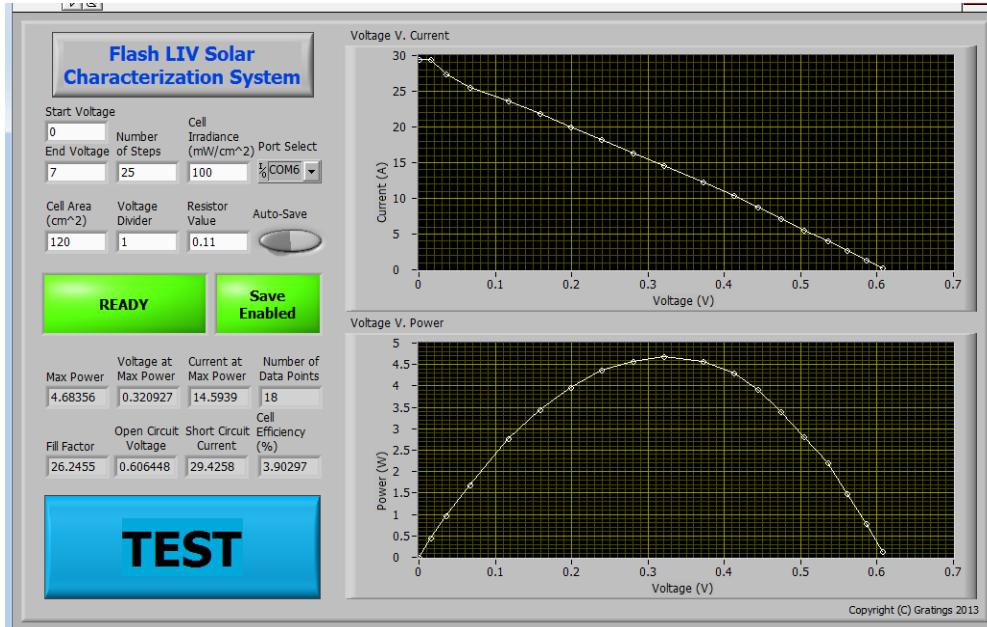 Flash LIV Solar
Characterization System
Start Voltage
0
End Voltage
7
Number
of Steps
25
Cell
Irradiance
(mW/cm^2)
100
Port Select
COM6
Cell Area
(cm^2)
120
Voltage
Divider
1
Resistor
Value
0.11
Auto-Save
READY
Save
Enabled
Max Power
4.68356
Voltage at
Max Power
0.320927
Current at
Max Power
14.5939
Number of
Data Points
18
Fill Factor
26.2455
Open Circuit
Voltage
0.606448
Short Circuit
Current
29.4258
Cell
Efficiency
(%)
3.90297
TEST
Voltage V. Current
Current (A)
30
25
20
15
10
5
0
0
0.1
0.2
0.3
0.4
0.5
0.6
0.7
Voltage (V)
Voltage V. Power
Power (W)
5
4.5
4
3.5
3
2.5
2
1.5
1
0.5
0
0
0.1
0.2
0.3
0.4
0.5
0.6
0.7
Voltage (V)
Copyright (C) Gratings 2013